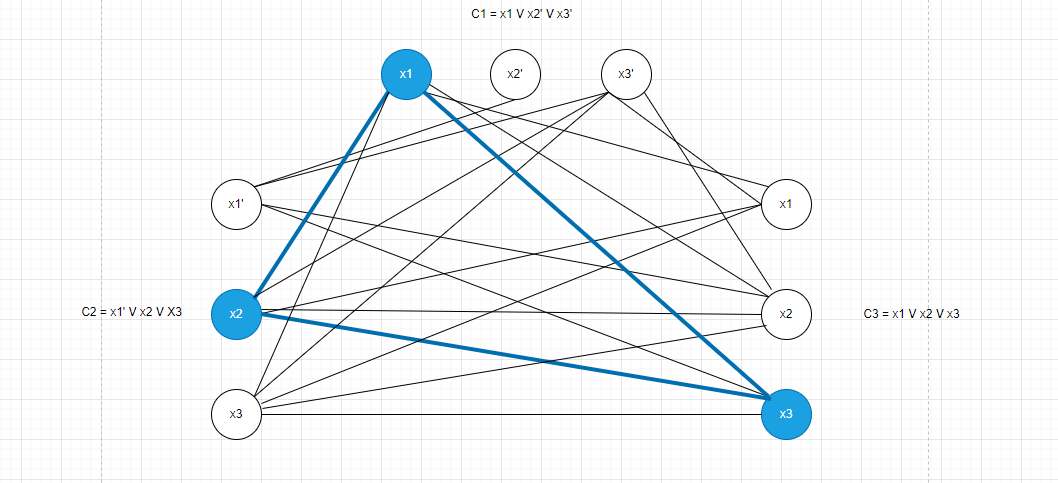 C1 = x1 V x2' V x3'
x1
x2'
x3'
x1'
x1
C2 = x1' V x2 V X3
x2
x2
C3 = x1 V x2 V x3
x3
x3